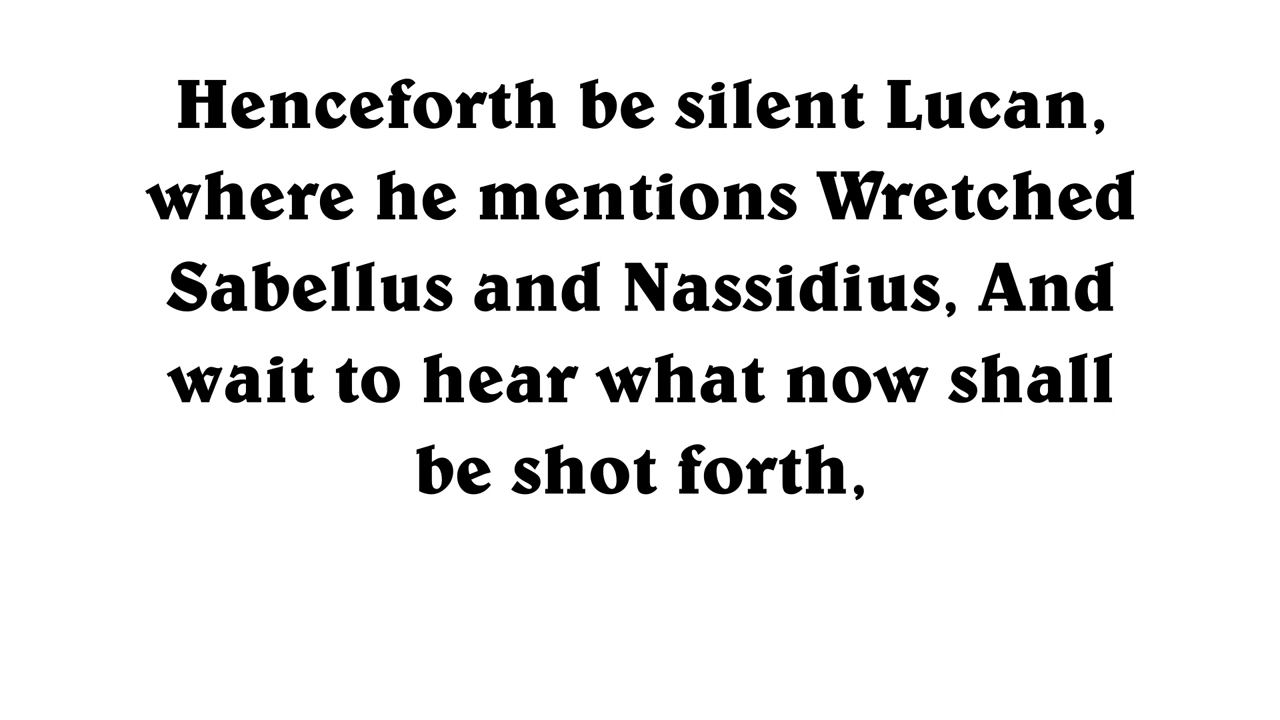 Henceforth be silent Lucan,
where he mentions Wretched
Sabellus and Nassidius, And
wait to hear what now shall
be shot forth,